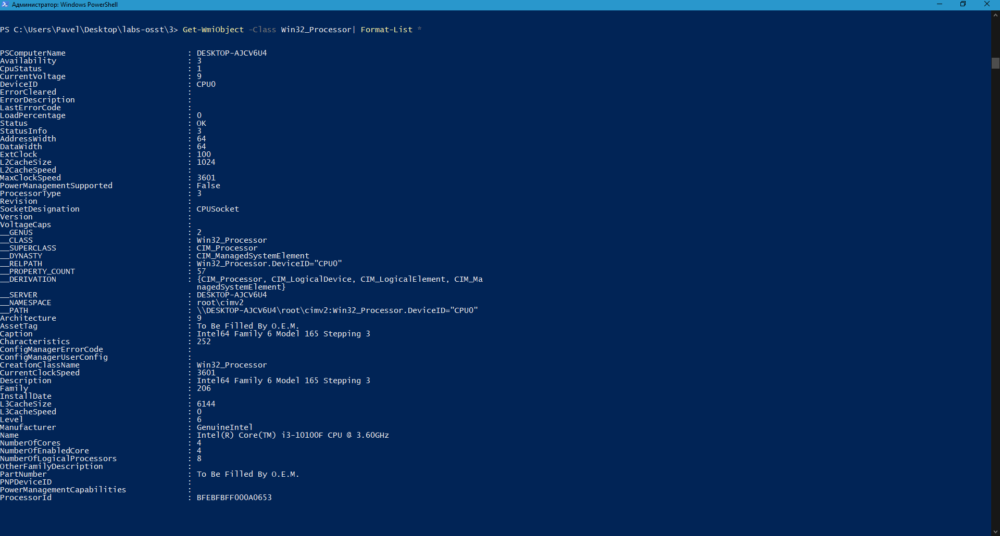 Администратор: Windows PowerShell
PS C:\Users\Pavel\Desktop\labs-osst\3> Get-WmiObject -Class Win32_Processor| Format-List *
PSComputerName : DESKTOP-AJCV6U4
Availability : 3
CpuStatus : 1
CurrentVoltage : 9
DeviceID : CPU0
ErrorCleared :
ErrorDescription :
LastErrorCode :
LoadPercentage : 0
Status : OK
StatusInfo : 3
AddressWidth : 64
DataWidth : 64
ExtClock : 100
L2CacheSize : 1024
L2CacheSpeed :
MaxClockSpeed : 3601
PowerManagementSupported : False
ProcessorType : 3
Revision :
SocketDesignation : CPUSocket
Version :
VoltageCaps :
__GENUS : 2
__CLASS : Win32_Processor
__SUPERCLASS : CIM_Processor
__DYNASTY : CIM_ManagedSystemElement
__RELPATH : Win32_Processor.DeviceID="CPU0"
__PROPERTY_COUNT : 57
__DERIVATION : {CIM_Processor, CIM_LogicalDevice, CIM_LogicalElement, CIM_Ma
nagedSystemElement}
__SERVER : DESKTOP-AJCV6U4
__NAMESPACE : root\cimv2
__PATH : \\DESKTOP-AJCV6U4\root\cimv2:Win32_Processor.DeviceID="CPU0"
Architecture : 9
AssetTag : To Be Filled By O.E.M.
Caption : Intel64 Family 6 Model 165 Stepping 3
Characteristics : 252
ConfigManagerErrorCode :
ConfigManagerUserConfig :
CreationClassName : Win32_Processor
CurrentClockSpeed : 3601
Description : Intel64 Family 6 Model 165 Stepping 3
Family : 206
InstallDate :
L3CacheSize : 6144
L3CacheSpeed : 0
Level : 6
Manufacturer : GenuineIntel
Name : Intel(R) Core(TM) i3-10100F CPU @ 3.60GHz
NumberOfCores : 4
NumberOfEnabledCore : 4
NumberOfLogicalProcessors : 8
OtherFamilyDescription :
PartNumber : To Be Filled By O.E.M.
PNPDeviceID :
PowerManagementCapabilities :
ProcessorId : BFEBFBFF000A0653